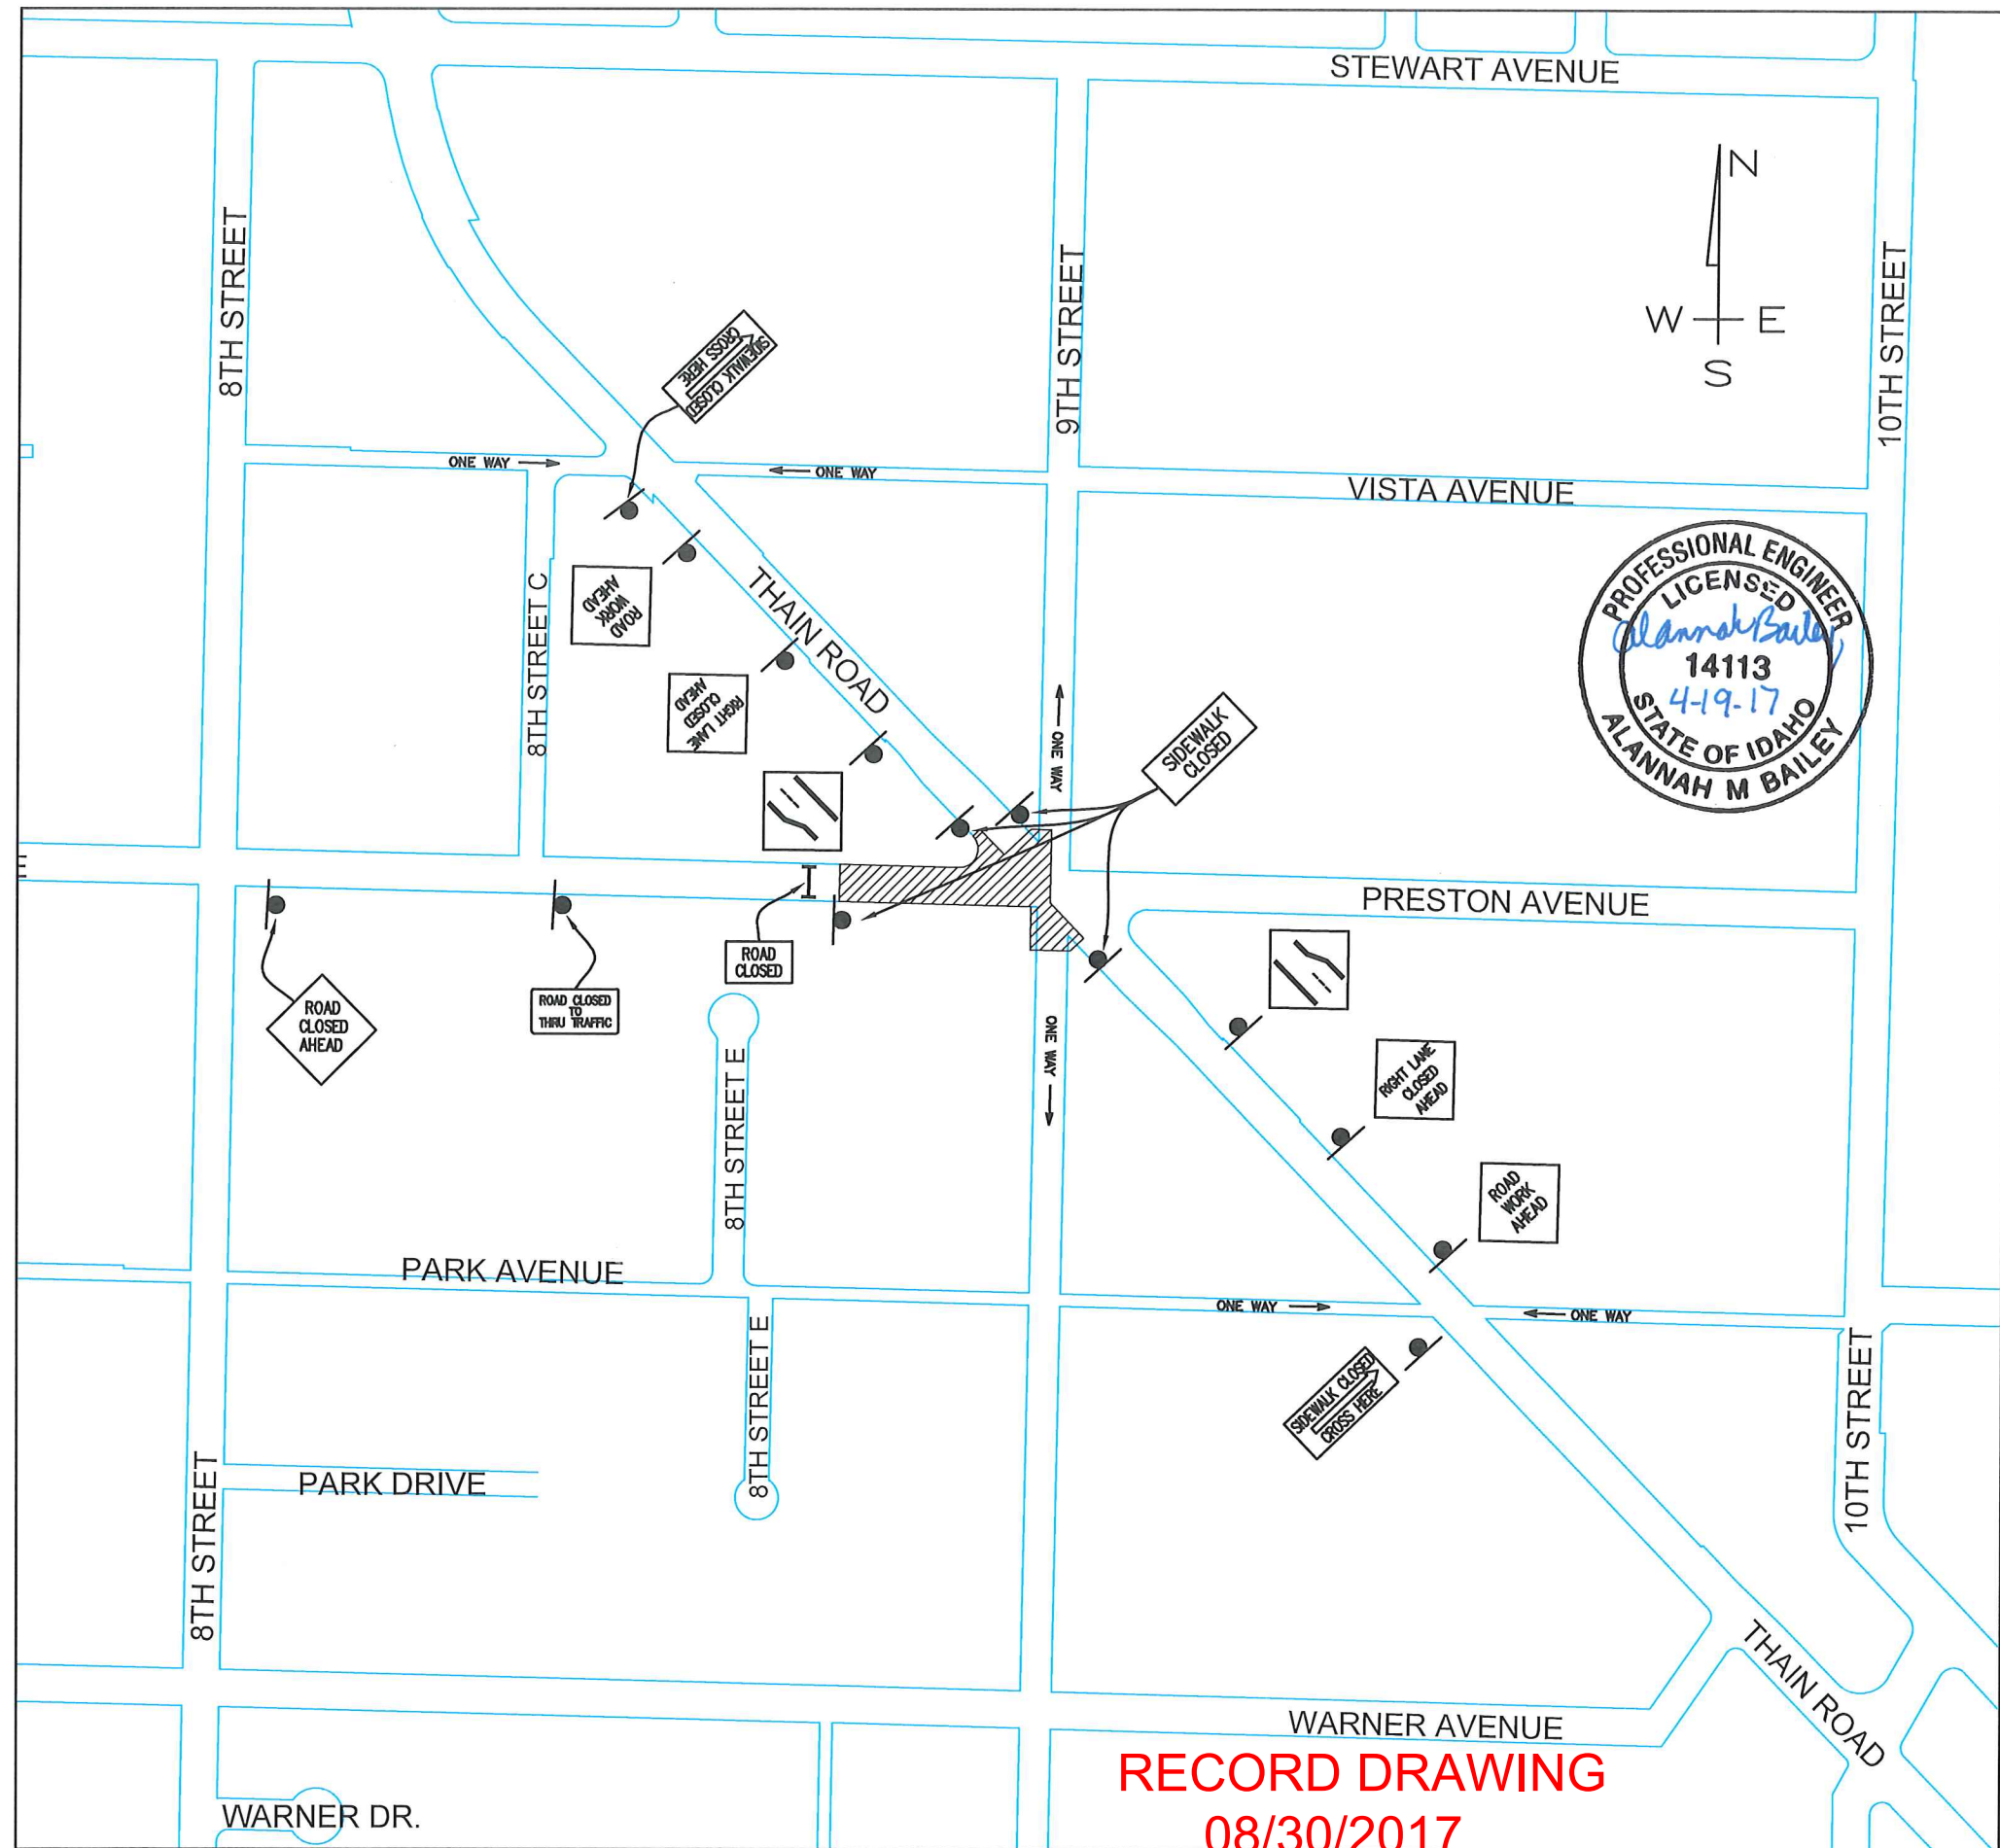 STEWART AVENUE
N
W E
S
8TH STREET
9TH STREET
10TH STREET
SIDEWALK CLOSED
CROSS HERE
ONE WAY
ONE WAY
VISTA AVENUE
PROFESSIONAL ENGINEER
LICENSED
Alannah Bailey
14113
4-19-17
STATE OF IDAHO
ALANNAH M BAILEY
8TH STREET C
ROAD
WORK
AHEAD
THAIN ROAD
RIGHT LANE
CLOSED
AHEAD
ONE WAY
SIDEWALK
CLOSED
E
PRESTON AVENUE
ROAD
CLOSED
ROAD
CLOSED
AHEAD
ROAD CLOSED
TO
THRU TRAFFIC
ONE WAY
RIGHT LANE
CLOSED
AHEAD
8TH STREET E
ROAD
WORK
AHEAD
PARK AVENUE
ONE WAY
ONE WAY
8TH STREET E
SIDEWALK CLOSED
CROSS HERE
10TH STREET
PARK DRIVE
8TH STREET
THAIN ROAD
WARNER AVENUE
RECORD DRAWING
08/30/2017
WARNER DR.